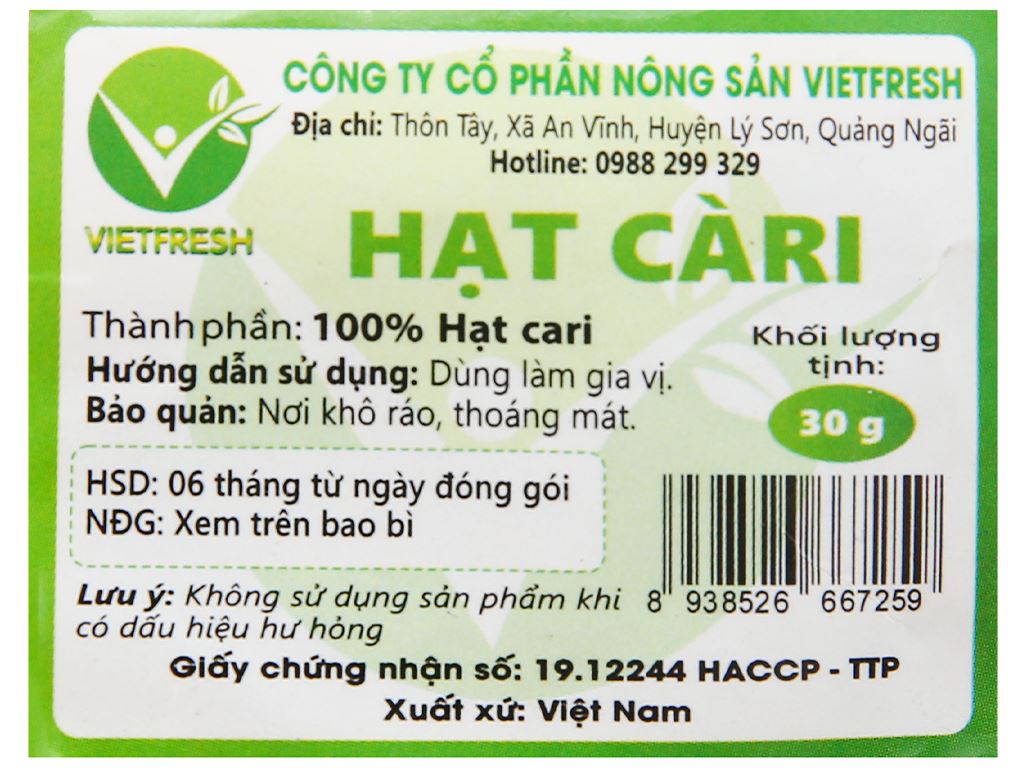 CÔNG TY CỔ PHẦN NÔNG SẢN VIETFRESH
Địa chỉ: Thôn Tây, Xã An Vĩnh, Huyện Lý Sơn, Quảng Ngãi
Hotline: 0988 299 329
VIETFRESH
HẠT CÀRI
Thành phần: 100% Hạt cari
Hướng dẫn sử dụng: Dùng làm gia vị.
Bảo quản: Nơi khô ráo, thoáng mát.
Khối lượng
tịnh:
30 g
HSD: 06 tháng từ ngày đóng gói
NĐG: Xem trên bao bì
Lưu ý: Không sử dụng sản phẩm khi
có dấu hiệu hư hỏng
8 938526 667259
Giấy chứng nhận số: 19.12244 HACCP - TTP
Xuất xứ: Việt Nam